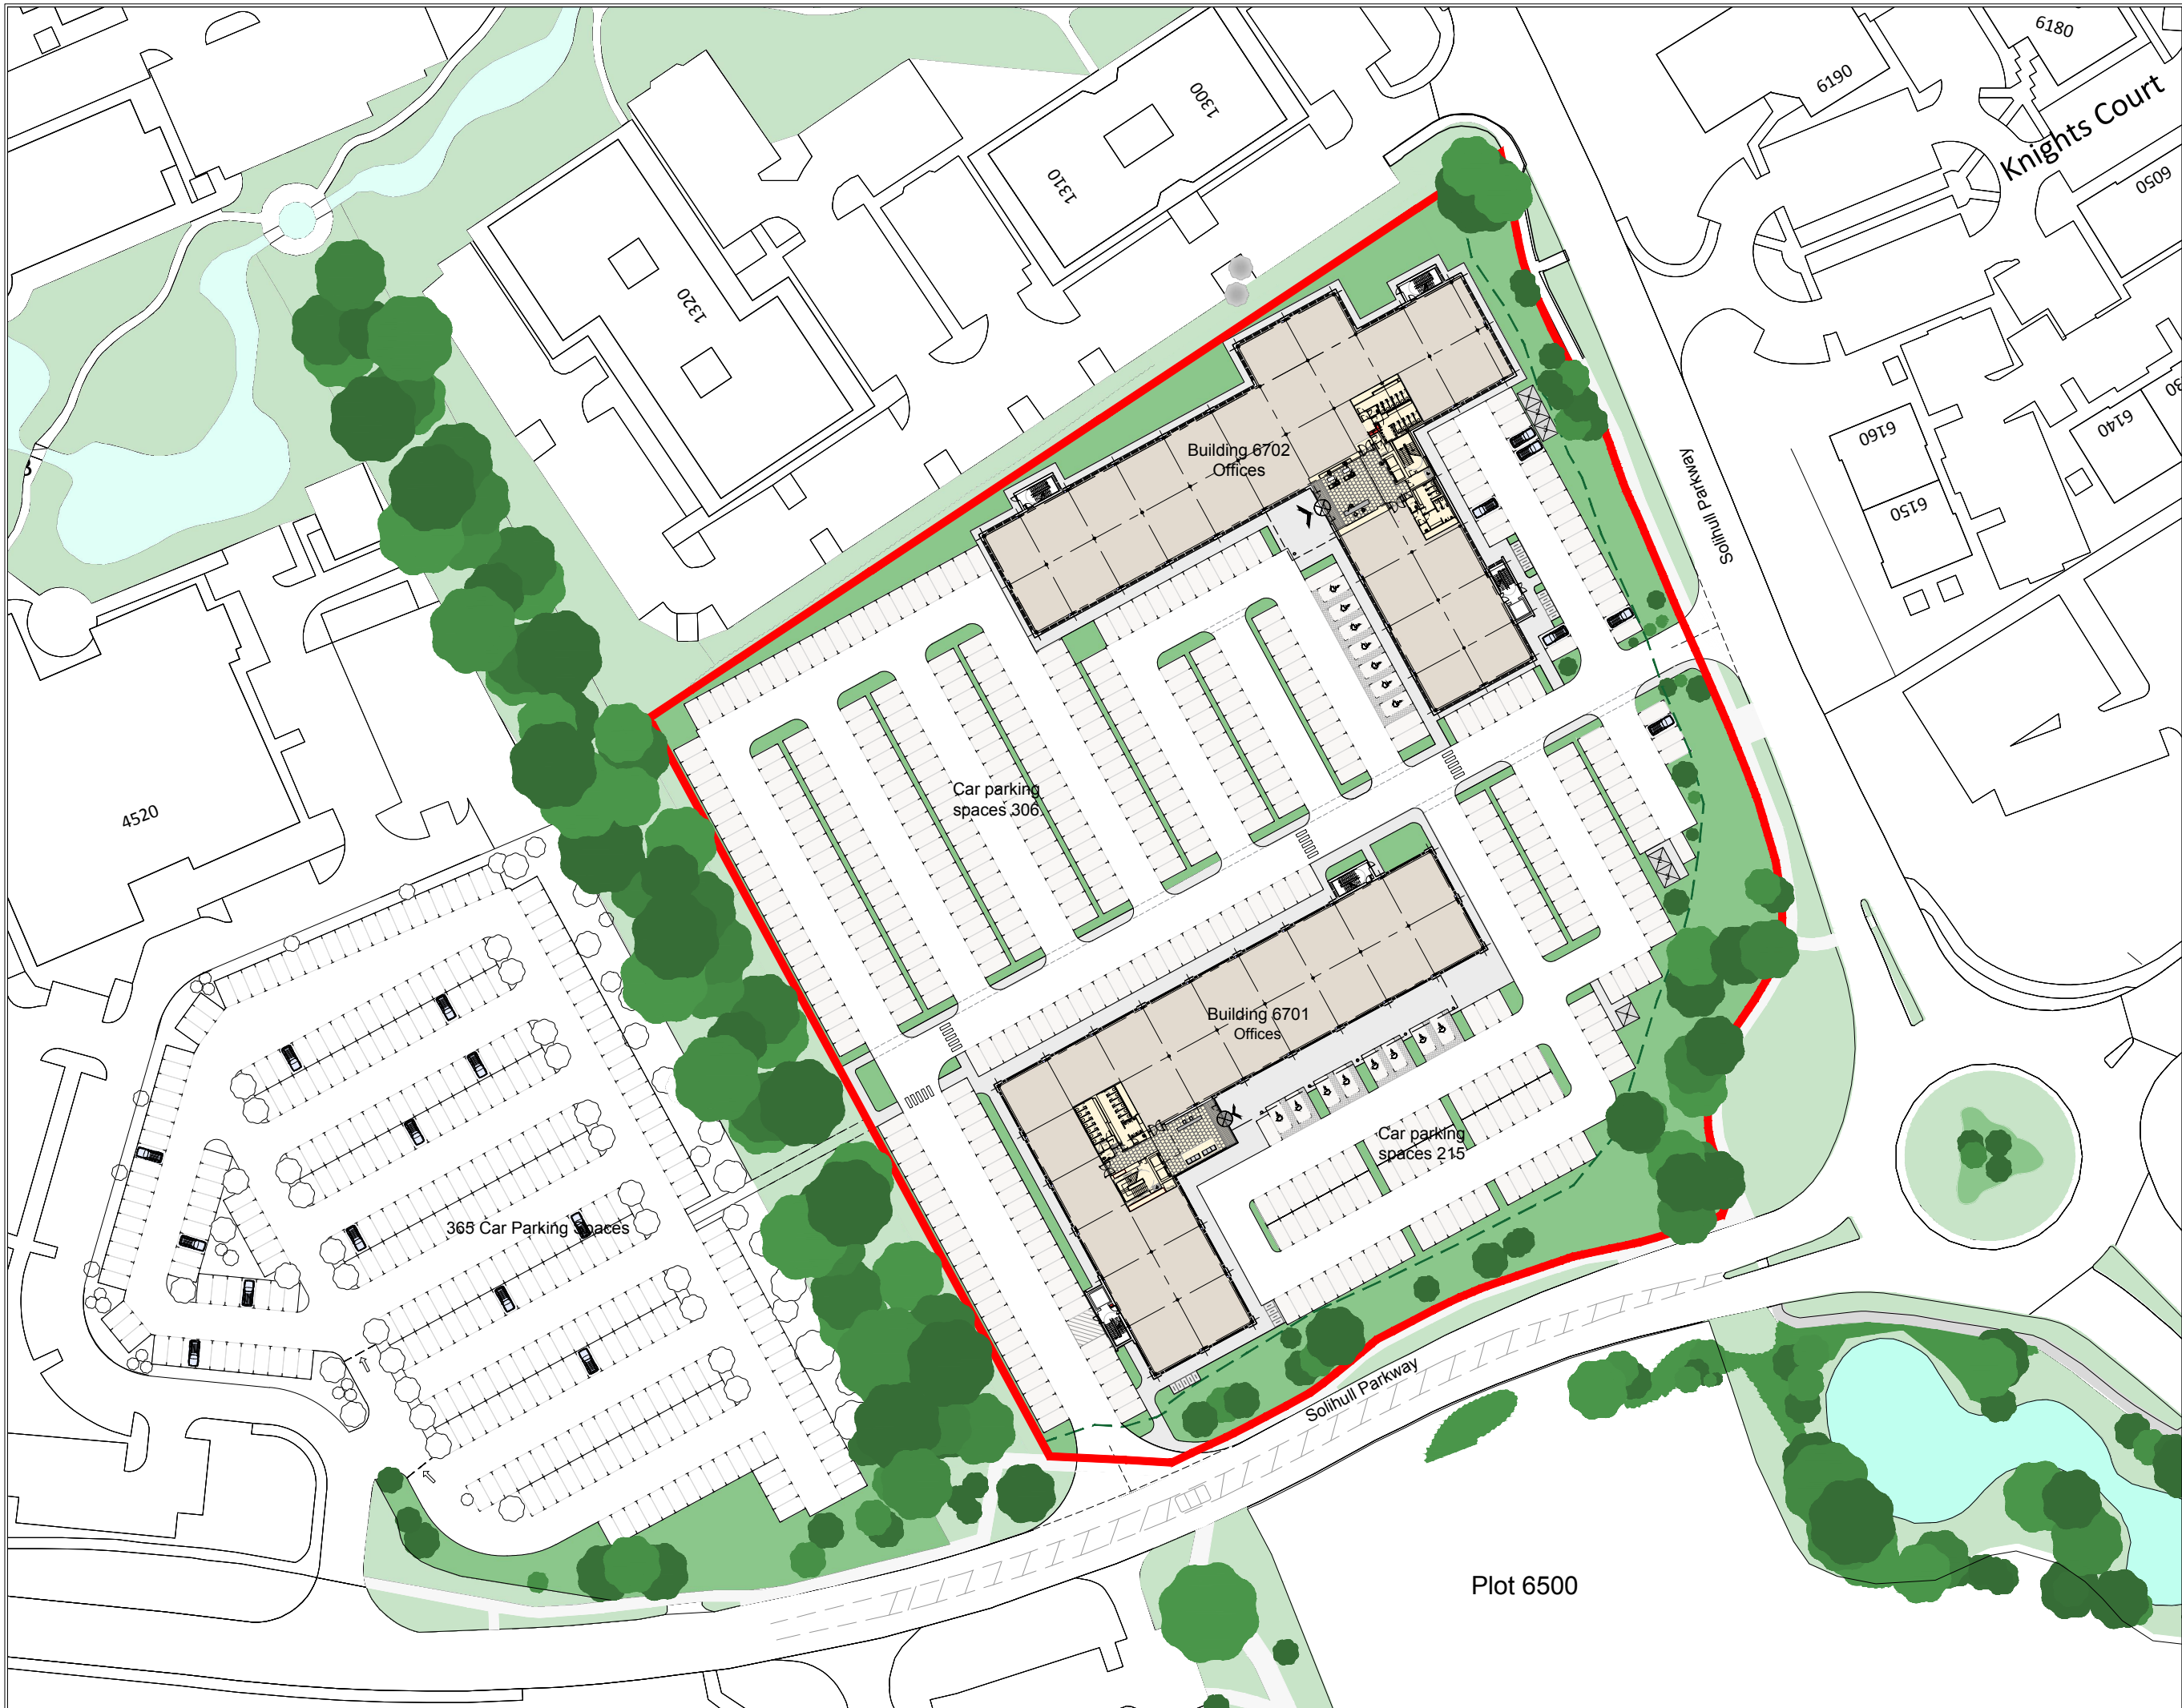 6180
6190
Knights Court
6050
1300
1310
1320
6160
6140
6150
Solihull Parkway
Building 6702
Offices
Car parking
spaces 306
4520
Building 6701
Offices
Car parking
spaces 215
365 Car Parking Spaces
Solihull Parkway
Plot 6500